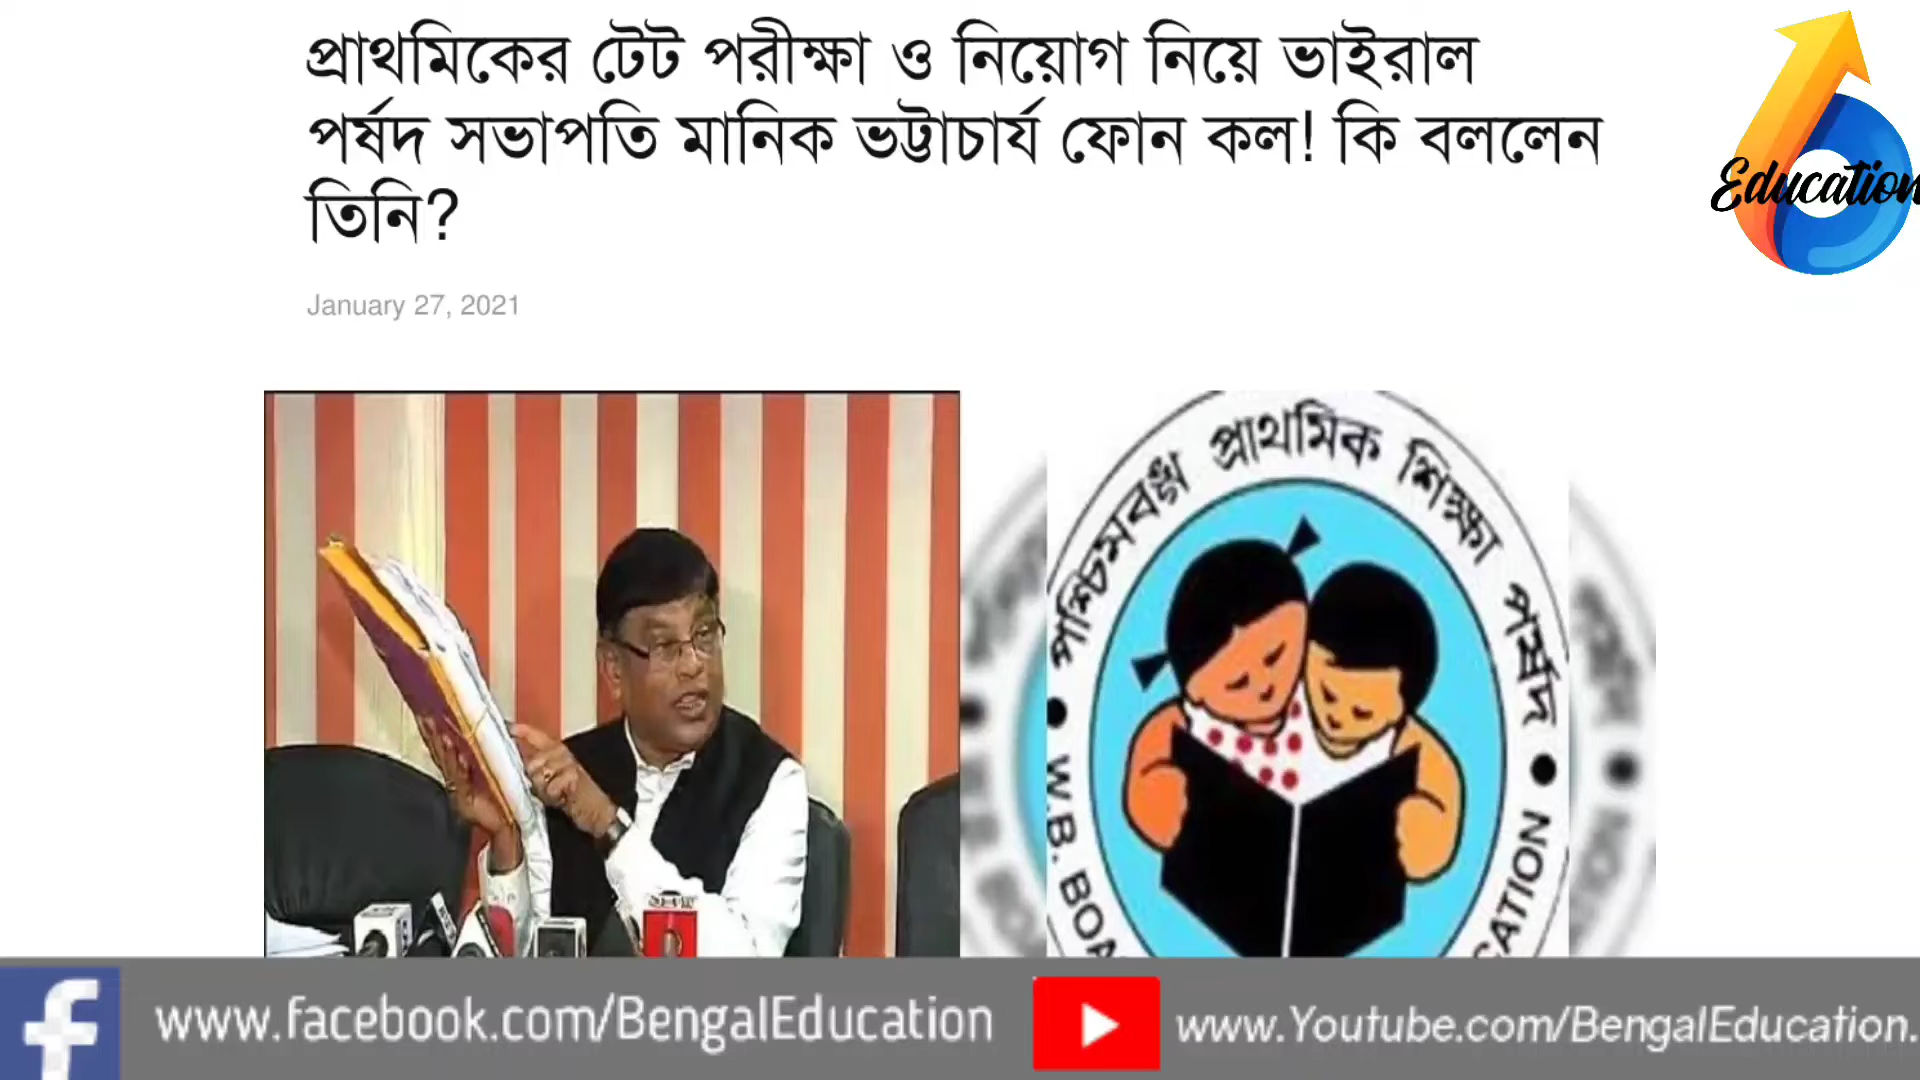 প্রাথমিকের টেট পরীক্ষা ও নিয়োগ নিয়ে ভাইরাল
পর্ষদ সভাপতি মানিক ভট্টাচার্য ফোন কল! কি বললেন
তিনি?
Education
January 27, 2021
পশ্চিমবঙ্গ প্রাথমিক শিক্ষা পর্ষদ
W.B. BOA
CATION
www.facebook.com/BengalEducation
www.Youtube.com/BengalEducation.